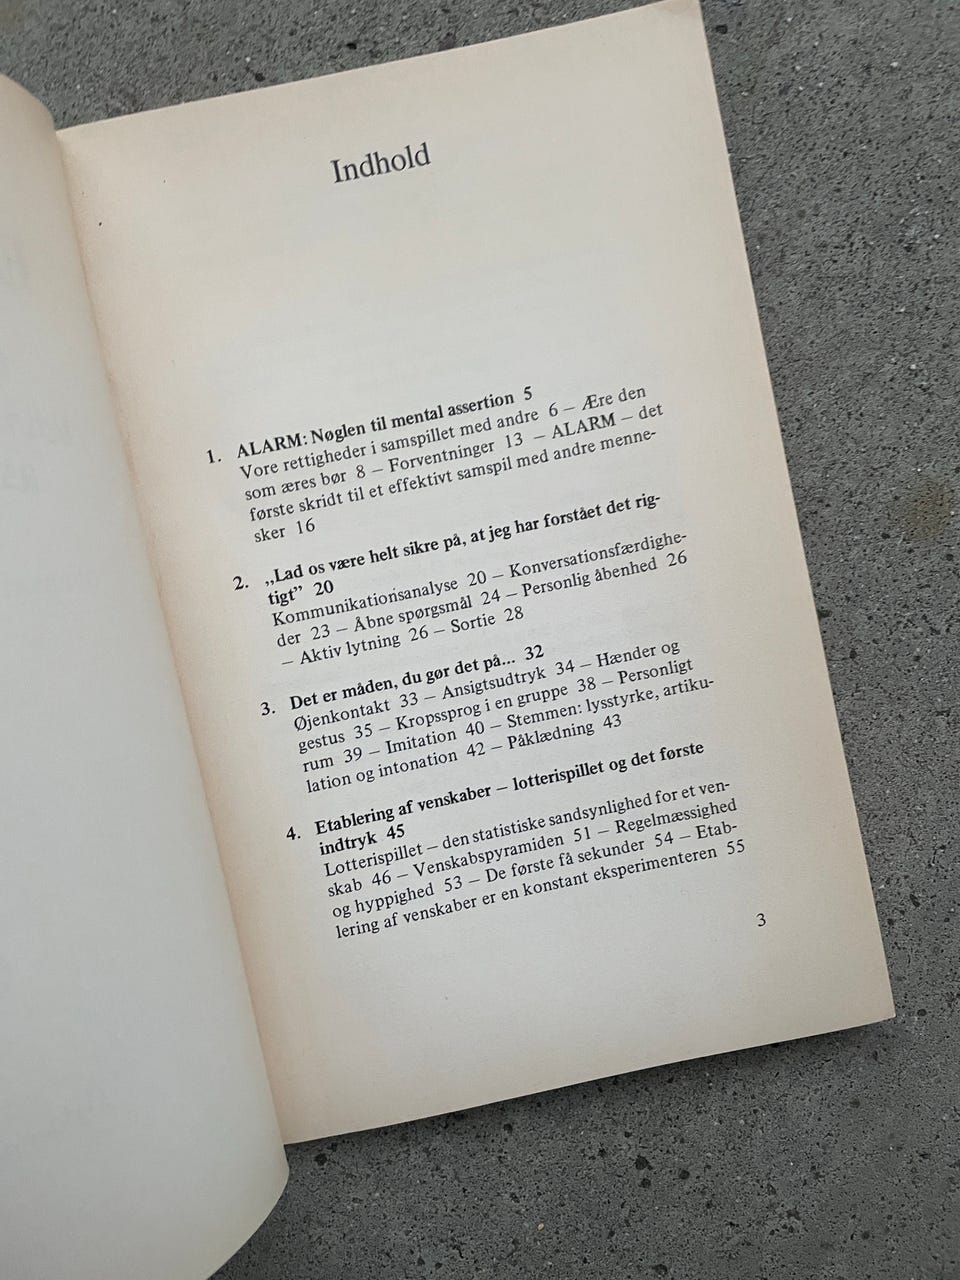 Indhold
1. ALARM: Nøglen til mental assertion 5
Vore rettigheder i samspillet med andre 6 – Ære den
som æres bør 8 – Forventninger 13 – ALARM – det
første skridt til et effektivt samspil med andre menne-
sker 16
2. „Lad os være helt sikre på, at jeg har forstået det rig-
tigt” 20
Kommunikationsanalyse 20 – Konversationsfærdighe-
der 23 – Åbne spørgsmål 24 – Personlig åbenhed 26
– Aktiv lytning 26 – Sortie 28
3. Det er måden, du gør det på... 32
Øjenkontakt 33 – Ansigtsudtryk 34 – Hænder og
gestus 35 – Kropssprog i en gruppe 38 – Personligt
rum 39 – Imitation 40 – Stemmen: lysstyrke, artiku-
lation og intonation 42 – Påklædning 43
4. Etablering af venskaber – lotterispillet og det første
indtryk 45
Lotterispillet – den statistiske sandsynlighed for et ven-
skab 46 – Venskabspyramiden 51 – Regelmæssighed
og hyppighed 53 – De første få sekunder 54 – Etab-
lering af venskaber er en konstant eksperimenteren 55
3